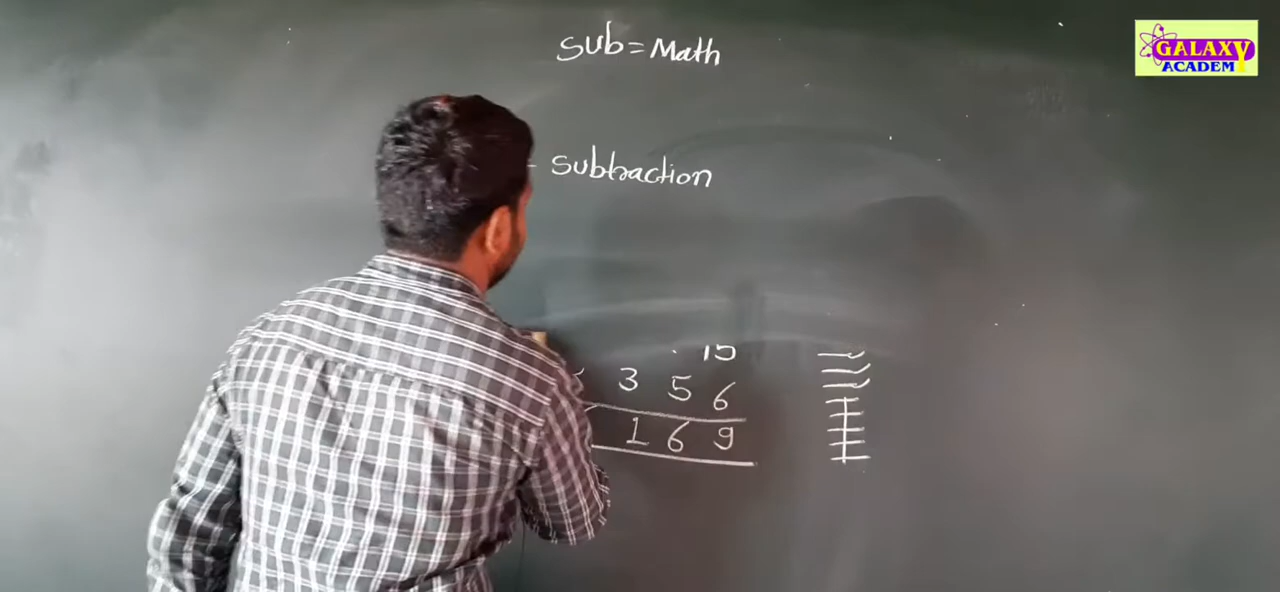 Sub = Math
GALAXY
ACADEMY
Subtraction
15
3 5 6
1 6 9